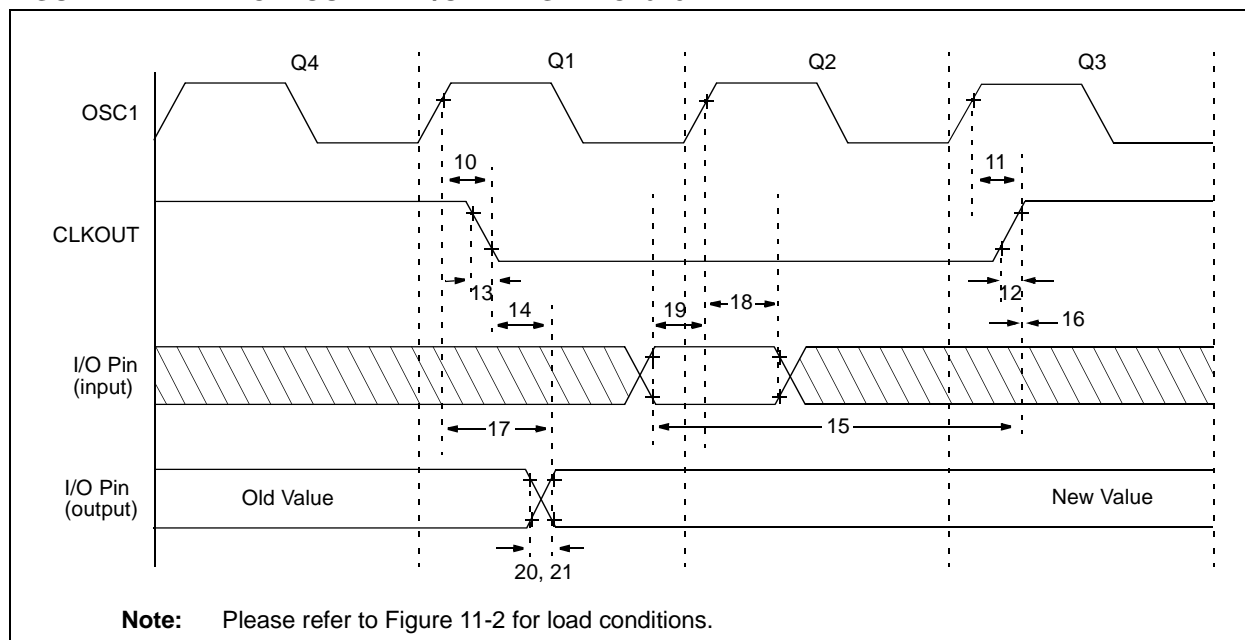 Q4 Q1 Q2 Q3
OSC1
10 11
CLKOUT
13 12
14 19 18 16
I/O Pin
(input)
17 15
I/O Pin
(output)
Old Value New Value
20, 21
Note: Please refer to Figure 11-2 for load conditions.